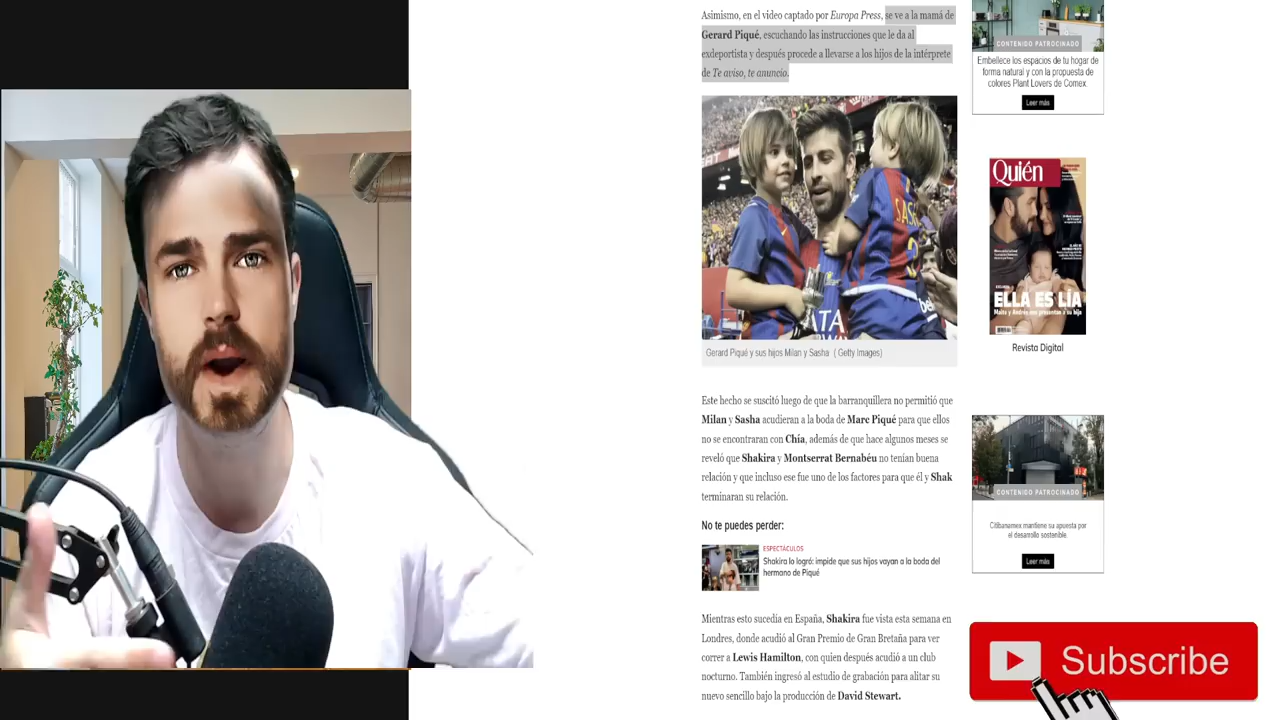 Asimismo, en el video captado por Europa Press, se ve a la mamá de
Gerard Piqué, escuchando las instrucciones que le da al
exdeportista y después procede a llevarse a los hijos de la intérprete
de Te aviso, te anuncio.
SASHA
Gerard Piqué y sus hijos Milan y Sasha ( Getty Images)
Este hecho se suscitó luego de que la barranquillera no permitió que
Milan y Sasha acudieran a la boda de Marc Piqué para que ellos
no se encontraran con Chía, además de que hace algunos meses se
reveló que Shakira y Montserrat Bernabéu no tenían buena
relación y que incluso ese fue uno de los factores para que él y Shak
terminaran su relación.
No te puedes perder:
ESPECTÁCULOS
Shakira lo logró: impide que sus hijos vayan a la boda del
hermano de Piqué
Mientras esto sucedía en España, Shakira fue vista esta semana en
Londres, donde acudió al Gran Premio de Gran Bretaña para ver
correr a Lewis Hamilton, con quien después acudió a un club
nocturno. También ingresó al estudio de grabación para alitar su
nuevo sencillo bajo la producción de David Stewart.
CONTENIDO PATROCINADO
Embellece los espacios de tu hogar de
forma natural y con la propuesta de
colores Plant Lovers de Comex.
Leer más
Quién
ELLA ES LÍA
Maite y Andrés nos presentan a su hija
Revista Digital
CONTENIDO PATROCINADO
Citibanamex mantiene su apuesta por
el desarrollo sostenible.
Leer más
Subscribe